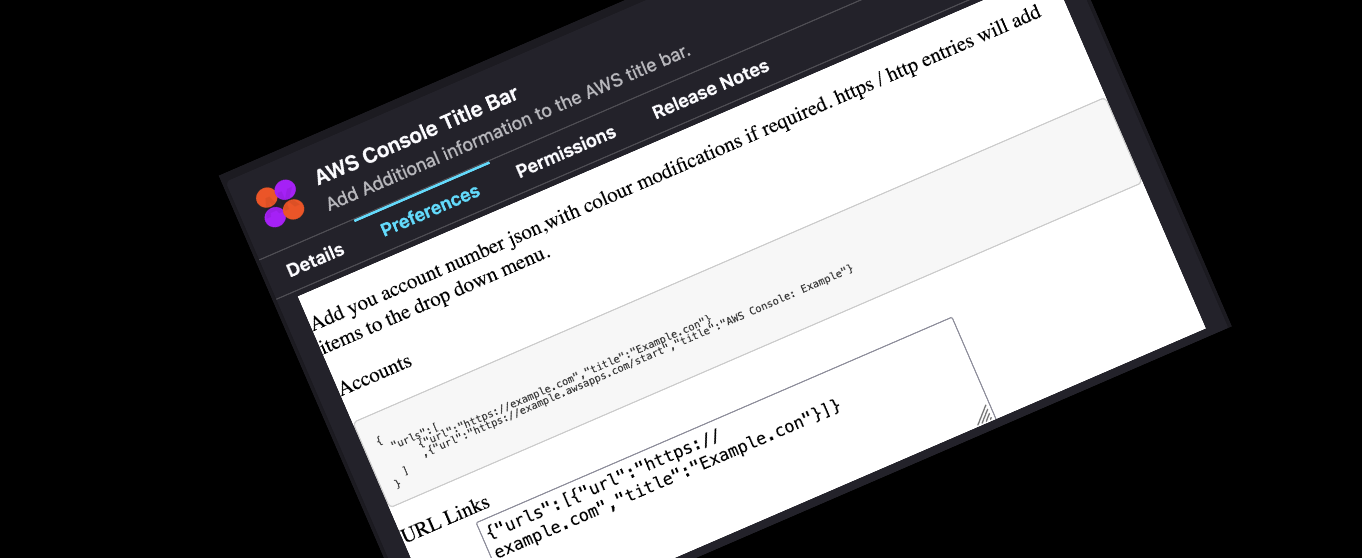 AWS Console Title Bar
Add Additional information to the AWS title bar.
Details Preferences Permissions Release Notes
Add you account number json,with colour modifications if required. https / http entries will add
items to the drop down menu.
Accounts
{
"urls":[
{"url":"https://example.com","title":"Example.con"}
,{"url":"https://example.awsapps.com/start","title":"AWS Console: Example"}
]
}
URL Links
{"urls":[{"url":"https://
example.com","title":"Example.con"}]}